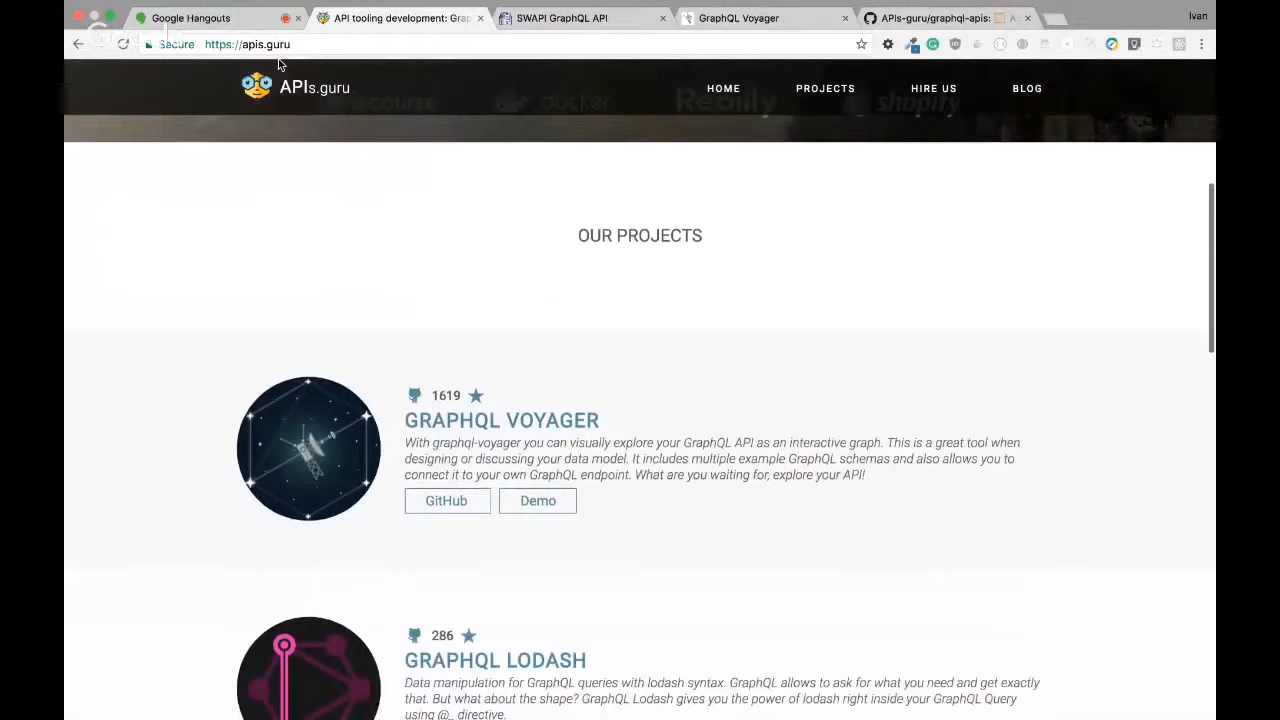 Google Hangouts
API tooling development: Grap
SWAPI GraphQL API
GraphQL Voyager
APIs-guru/graphql-apis:
Ivan
Secure
https://apis.guru
APIs.guru
HOME
PROJECTS
HIRE US
BLOG
docker
Rebilly
shopify
OUR PROJECTS
1619
GRAPHQL VOYAGER
With graphql-voyager you can visually explore your GraphQL API as an interactive graph. This is a great tool when
designing or discussing your data model. It includes multiple example GraphQL schemas and also allows you to
connect it to your own GraphQL endpoint. What are you waiting for, explore your API!
GitHub
Demo
286
GRAPHQL LODASH
Data manipulation for GraphQL queries with lodash syntax. GraphQL allows to ask for what you need and get exactly
that. But what about the shape? GraphQL Lodash gives you the power of lodash right inside your GraphQL Query
using @_ directive.